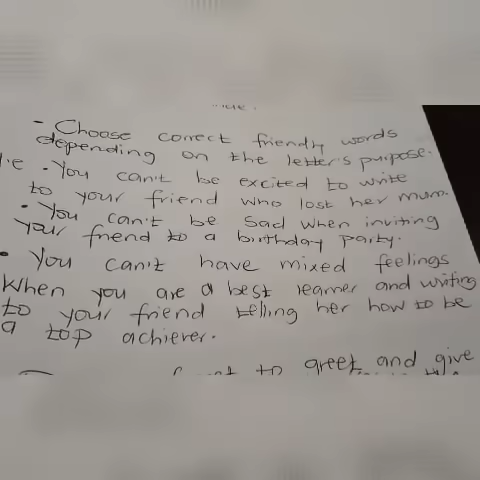 - Choose correct friendly words
depending on the letter's purpose.
i.e • You can't be excited to write
to your friend who lost her mum.
• You can't be sad when inviting
your friend to a birthday party.
• You can't have mixed feelings
when you are a best learner and writing
to your friend telling her how to be
a top achiever.
to greet and give